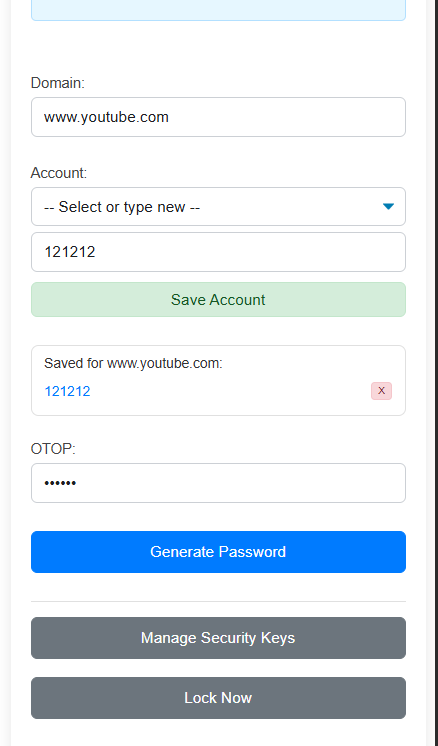 Domain:
www.youtube.com
Account:
-- Select or type new --
121212
Save Account
Saved for www.youtube.com:
121212
X
OTOP:
••••••
Generate Password
Manage Security Keys
Lock Now